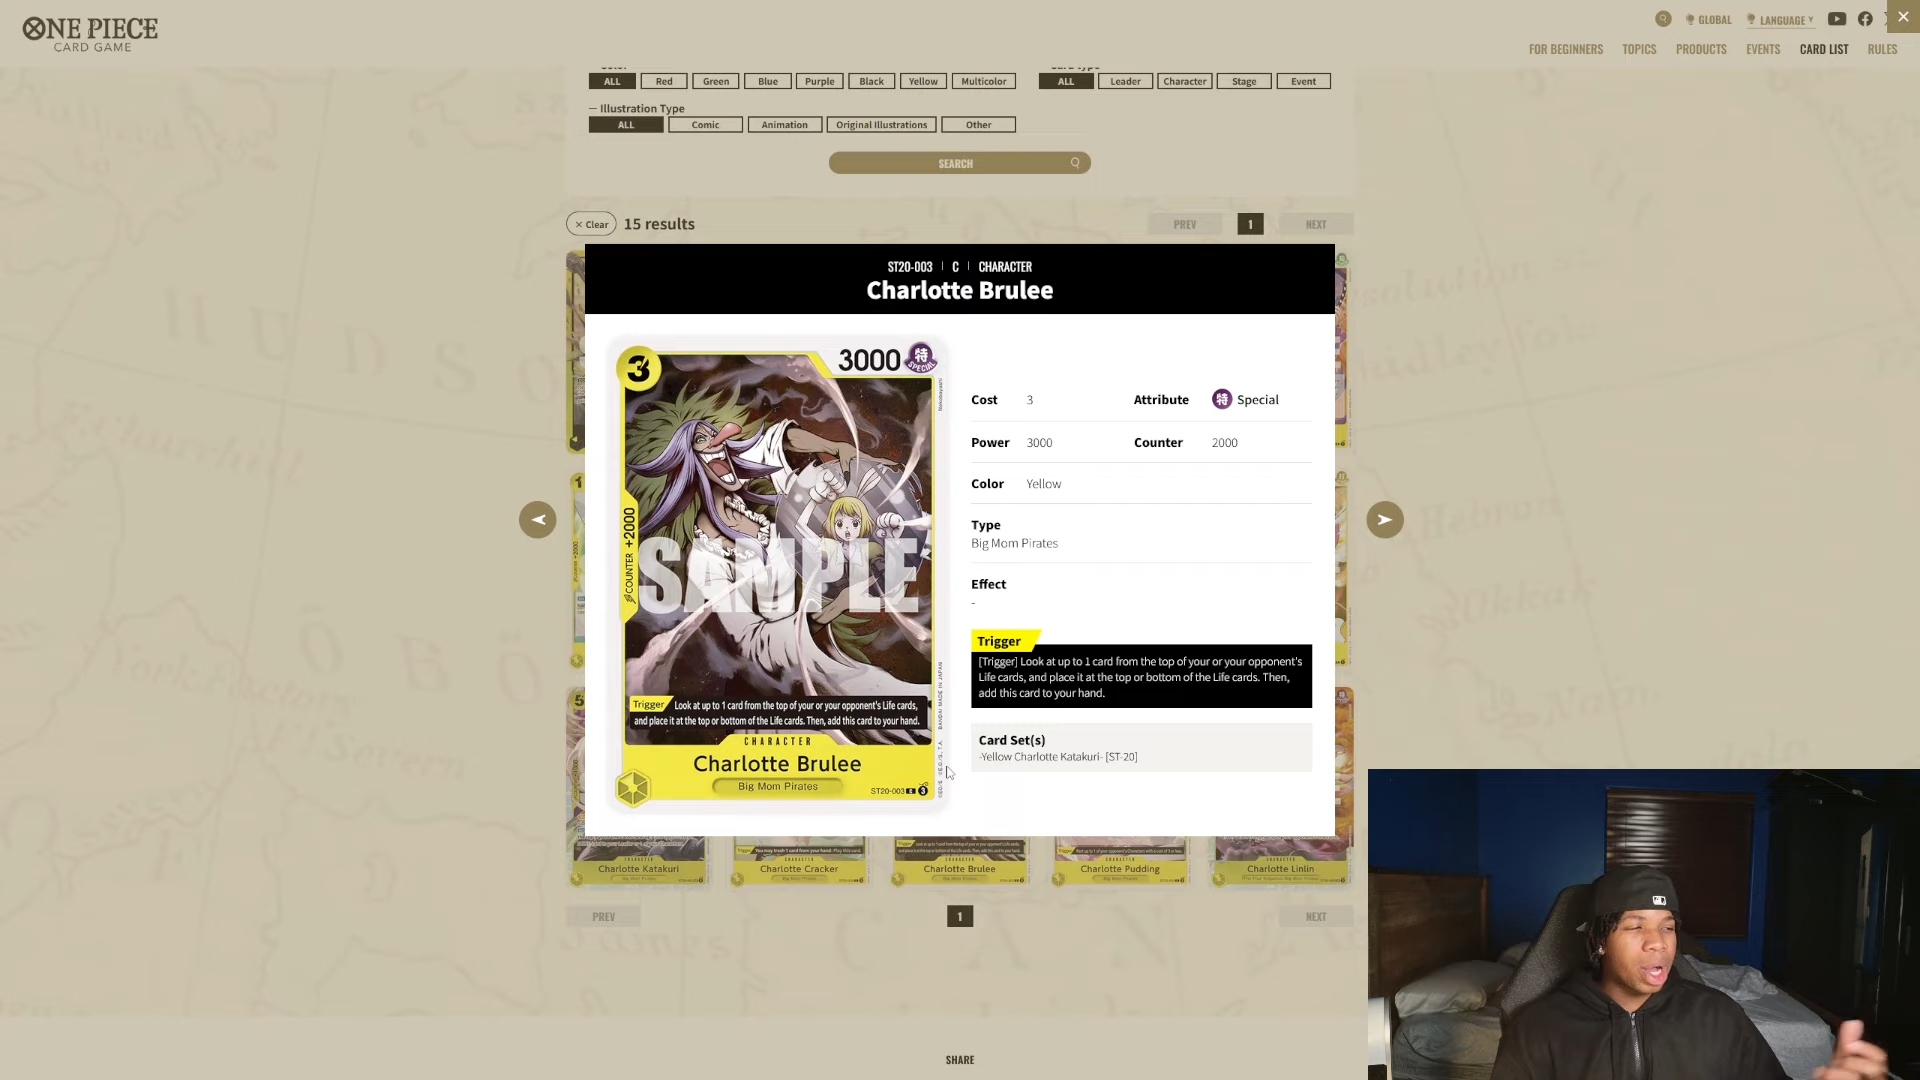 ONE PIECE
CARD GAME
GLOBAL
LANGUAGE
FOR BEGINNERS
TOPICS
PRODUCTS
EVENTS
CARD LIST
RULES
ALL
Red
Green
Blue
Purple
Black
Yellow
Multicolor
ALL
Leader
Character
Stage
Event
Illustration Type
ALL
Comic
Animation
Original Illustrations
Other
SEARCH
× Clear
15 results
PREV
1
NEXT
ST20-003 | C | CHARACTER
Charlotte Brulee
3
3000
特
SPECIAL
COUNTER +2000
SAMPLE
Trigger Look at up to 1 card from the top of your or your opponent's Life cards,
and place it at the top or bottom of the Life cards. Then, add this card to your hand.
CHARACTER
Charlotte Brulee
Big Mom Pirates
ST20-003 C
Cost 3
Attribute 特 Special
Power 3000
Counter 2000
Color Yellow
Type
Big Mom Pirates
Effect
-
Trigger
[Trigger] Look at up to 1 card from the top of your or your opponent's
Life cards, and place it at the top or bottom of the Life cards. Then,
add this card to your hand.
Card Set(s)
-Yellow Charlotte Katakuri- [ST-20]
Charlotte Katakuri
Charlotte Cracker
Charlotte Brulee
Charlotte Pudding
Charlotte Linlin
PREV
1
NEXT
SHARE